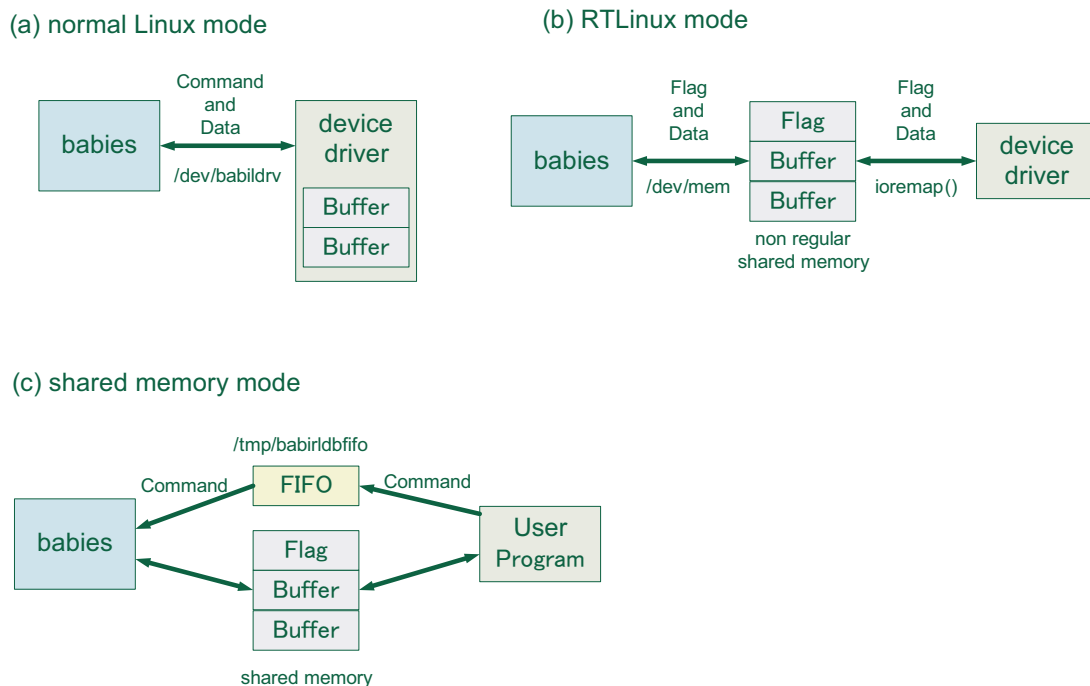 (a) normal Linux mode
Command
and
Data
babies
/dev/babildrv
device
driver
Buffer
Buffer
(b) RTLinux mode
babies
Flag
and
Data
/dev/mem
Flag
Buffer
Buffer
non regular
shared memory
Flag
and
Data
ioremap()
device
driver
(c) shared memory mode
/tmp/babirldbfifo
Command
FIFO
Command
babies
Flag
Buffer
Buffer
shared memory
User
Program